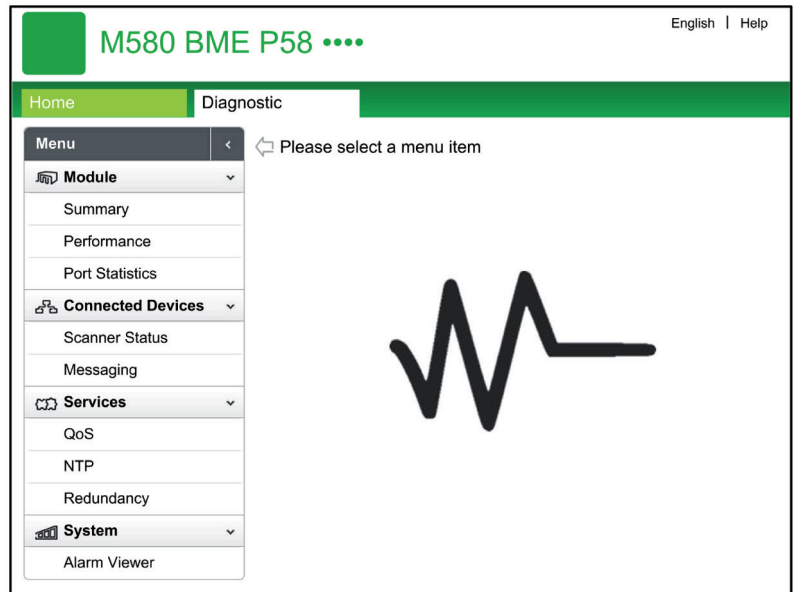 M580 BME P58 ••••
English | Help
Home
Diagnostic
Menu
Please select a menu item
Module
Summary
Performance
Port Statistics
Connected Devices
Scanner Status
Messaging
Services
QoS
NTP
Redundancy
System
Alarm Viewer